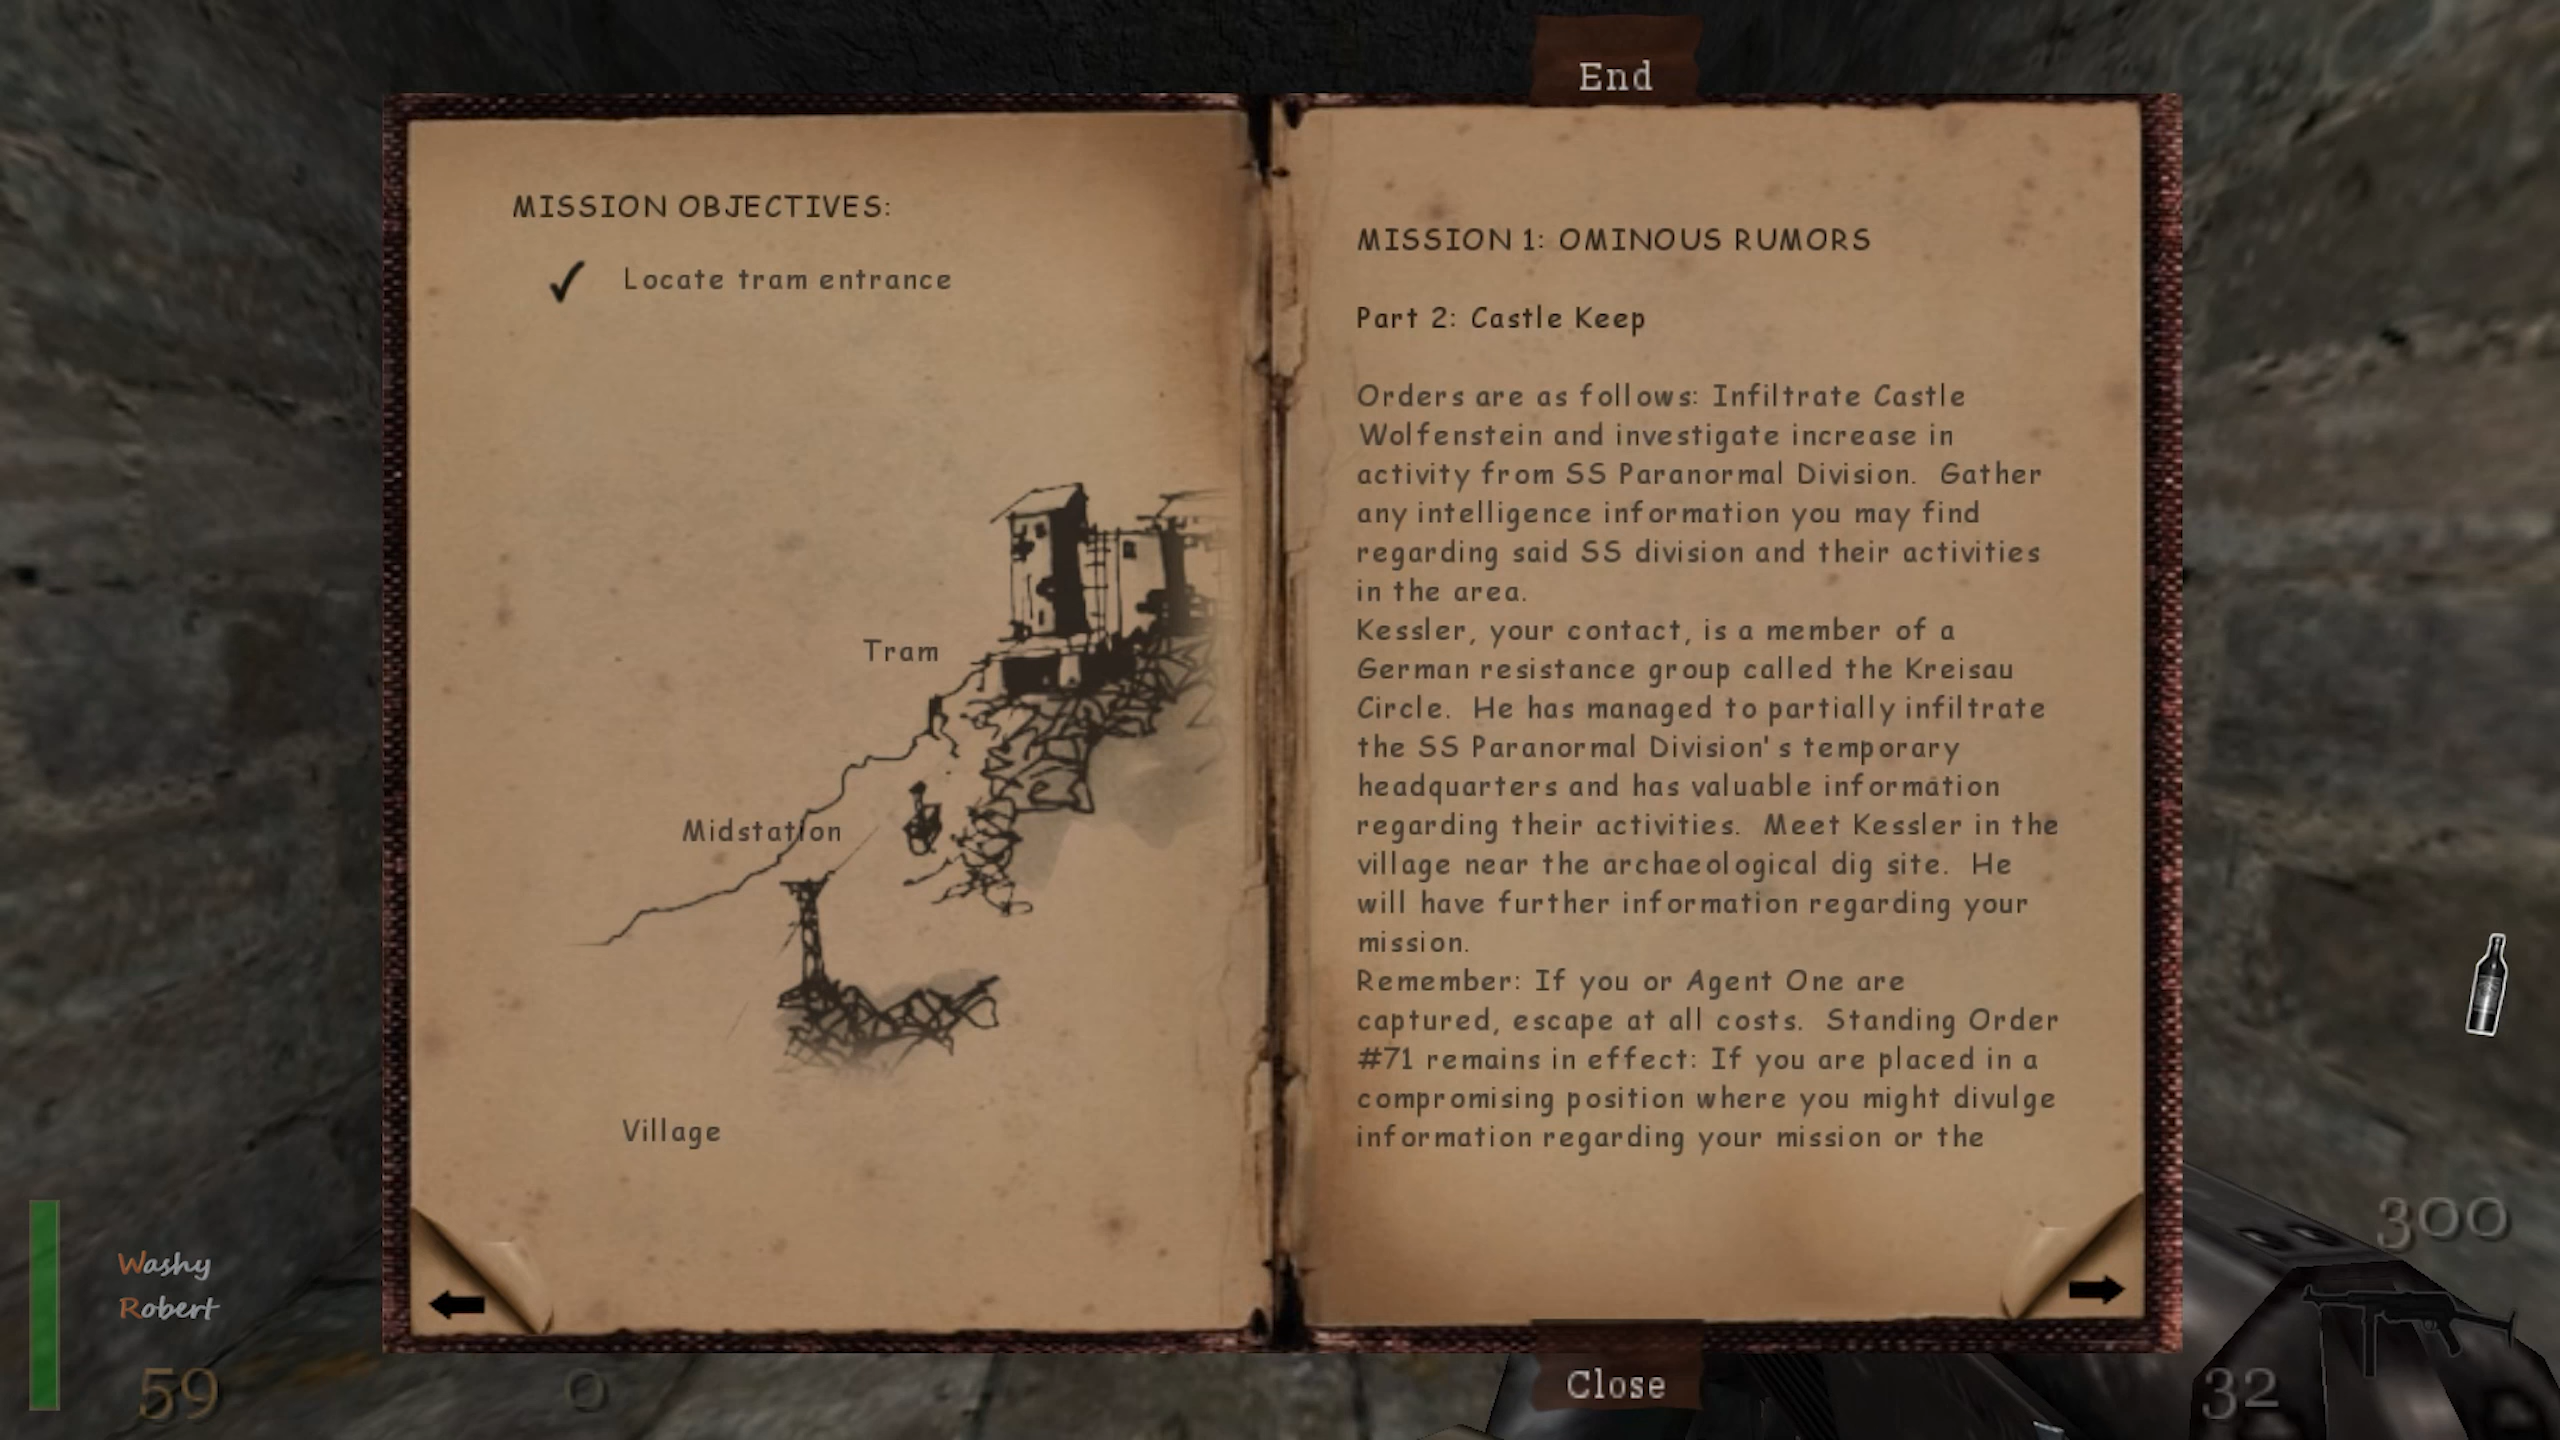 End
MISSION OBJECTIVES:
Locate tram entrance
Tram
Midstation
Village
MISSION 1: OMINOUS RUMORS
Part 2: Castle Keep
Orders are as follows: Infiltrate Castle
Wolfenstein and investigate increase in
activity from SS Paranormal Division. Gather
any intelligence information you may find
regarding said SS division and their activities
in the area.
Kessler, your contact, is a member of a
German resistance group called the Kreisau
Circle. He has managed to partially infiltrate
the SS Paranormal Division's temporary
headquarters and has valuable information
regarding their activities. Meet Kessler in the
village near the archaeological dig site. He
will have further information regarding your
mission.
Remember: If you or Agent One are
captured, escape at all costs. Standing Order
#71 remains in effect: If you are placed in a
compromising position where you might divulge
information regarding your mission or the
Washy
Robert
59
0
Close
300
32